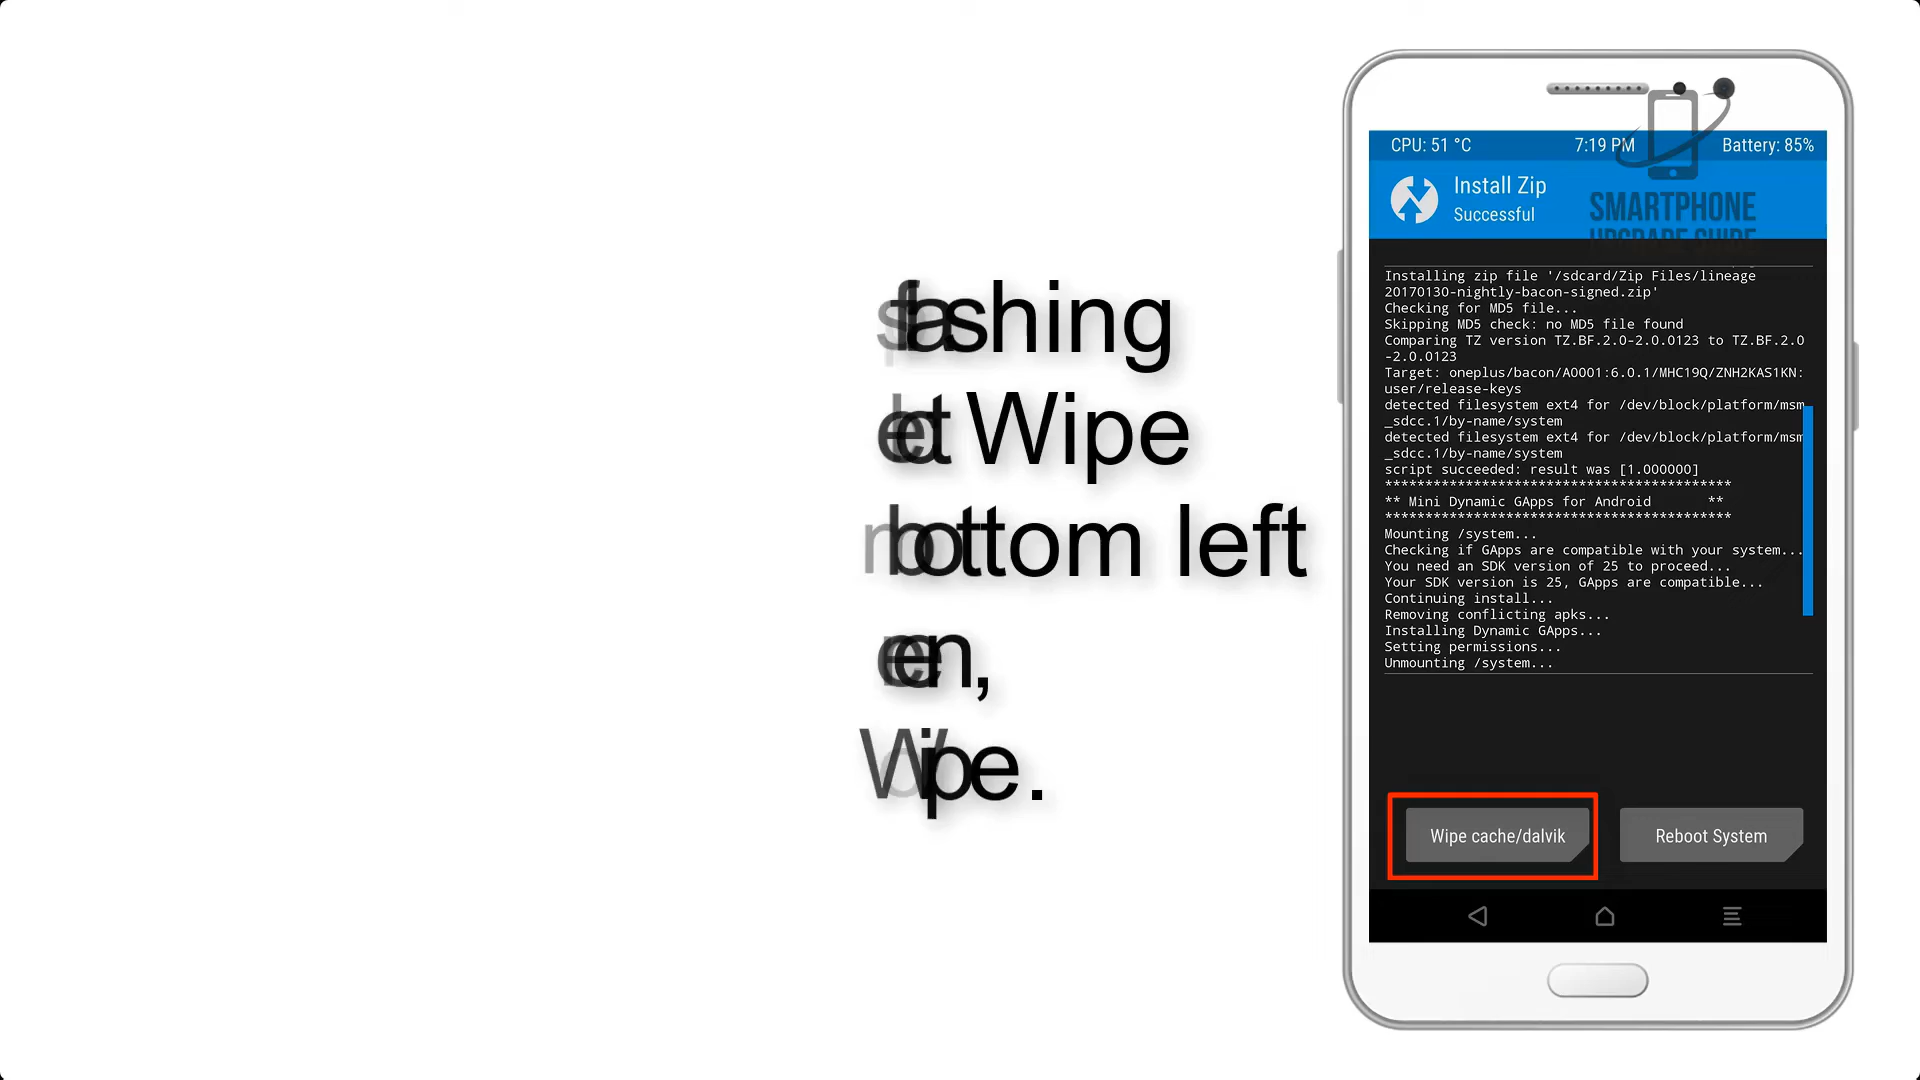 shing
Wipe
bottom left
en,
Wipe.
CPU: 51 °C 7:19 PM Battery: 85%
Install Zip
Successful
SMARTPHONE
UPGRADE GUIDE
Installing zip file '/sdcard/Zip Files/lineage
20170130-nightly-bacon-signed.zip'
Checking for MD5 file...
Skipping MD5 check: no MD5 file found
Comparing TZ version TZ.BF.2.0-2.0.0123 to TZ.BF.2.0
-2.0.0123
Target: oneplus/bacon/A0001:6.0.1/MHC19Q/ZNH2KAS1KN:
user/release-keys
detected filesystem ext4 for /dev/block/platform/msm
_sdcc.1/by-name/system
detected filesystem ext4 for /dev/block/platform/msm
_sdcc.1/by-name/system
script succeeded: result was [1.000000]
*******************************************
** Mini Dynamic GApps for Android **
*******************************************
Mounting /system...
Checking if GApps are compatible with your system...
You need an SDK version of 25 to proceed...
Your SDK version is 25, GApps are compatible...
Continuing install...
Removing conflicting apks...
Installing Dynamic GApps...
Setting permissions...
Unmounting /system...
Wipe cache/dalvik
Reboot System